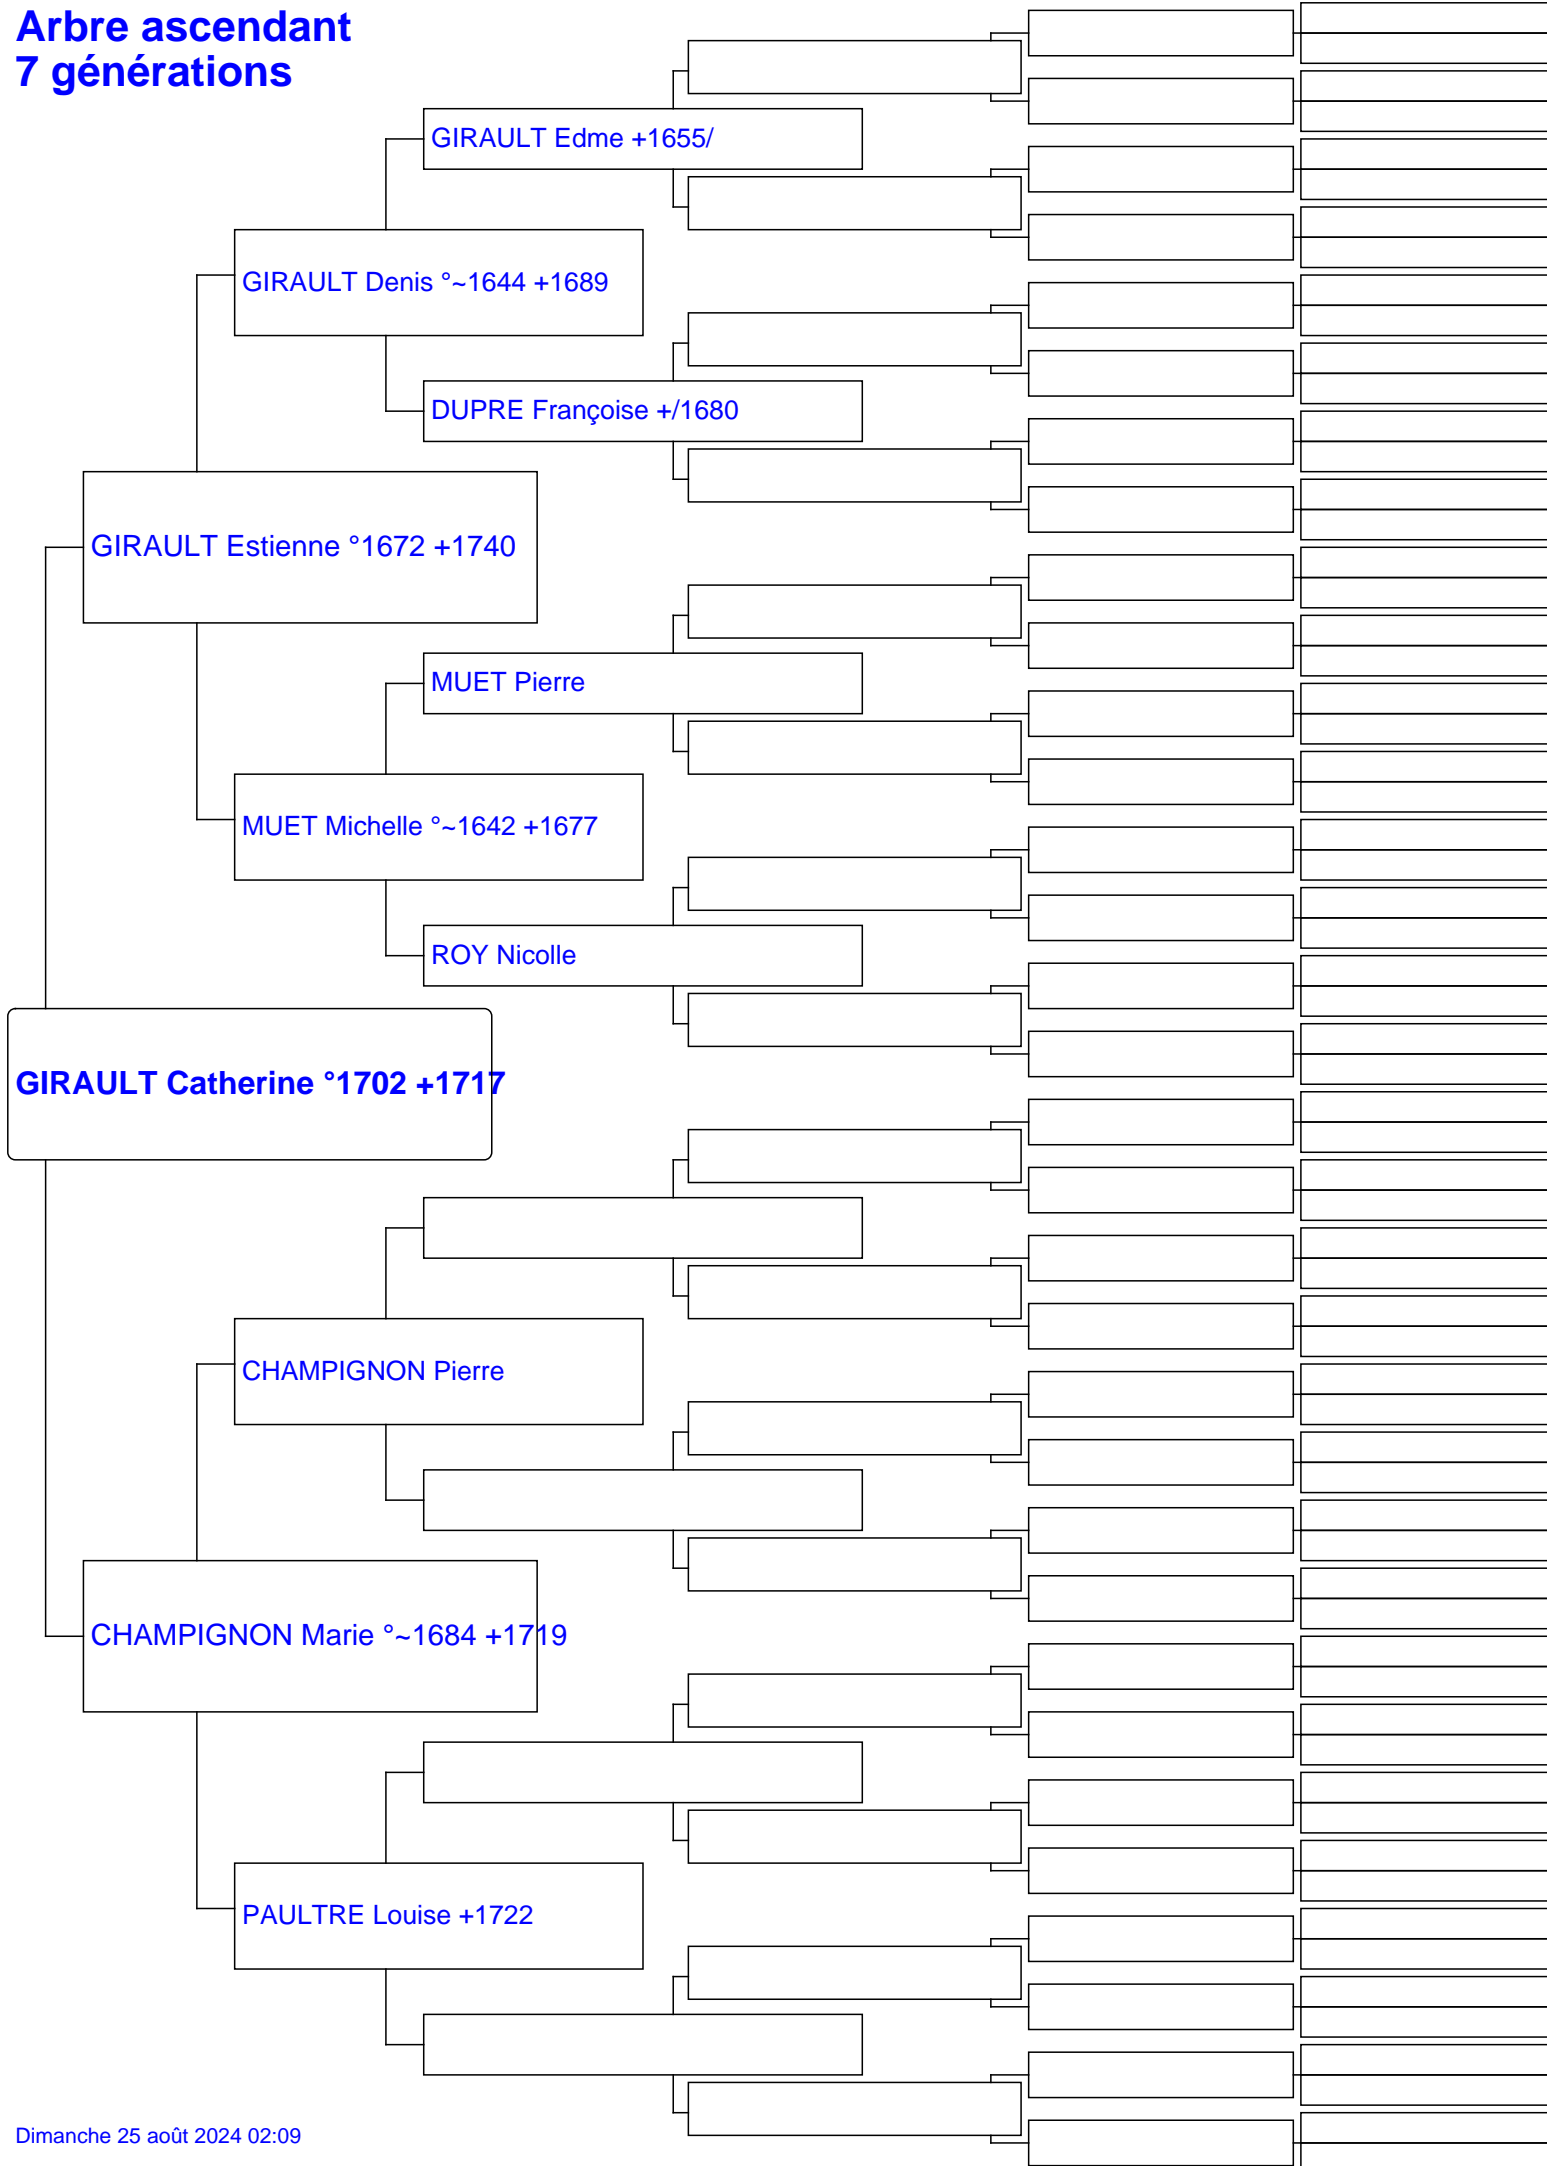 Arbre ascendant
7 générations
GIRAULT Edme +1655/
GIRAULT Denis °~1644 +1689
DUPRE Françoise +/1680
GIRAULT Estienne °1672 +1740
MUET Pierre
MUET Michelle °~1642 +1677
ROY Nicolle
GIRAULT Catherine °1702 +1717
CHAMPIGNON Pierre
CHAMPIGNON Marie °~1684 +1719
PAULTRE Louise +1722
Dimanche 25 août 2024 02:09